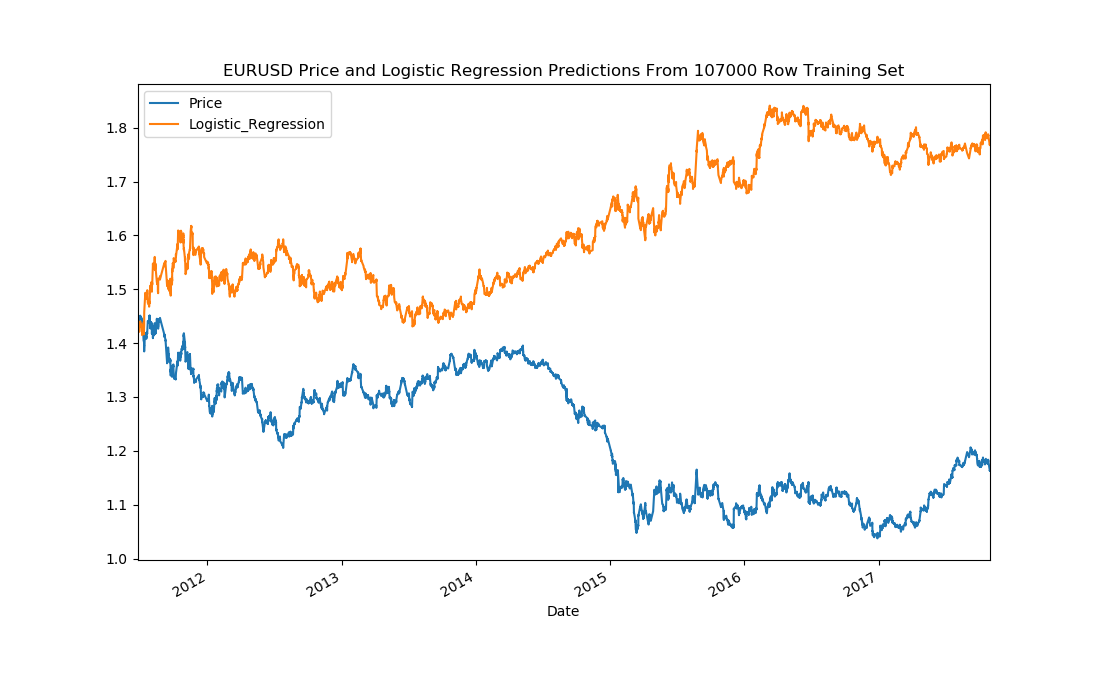 EURUSD Price and Logistic Regression Predictions From 107000 Row Training Set
Price
Logistic_Regression
1.8
1.7
1.6
1.5
1.4
1.3
1.2
1.1
1.0
2012 2013 2014 2015 2016 2017
Date